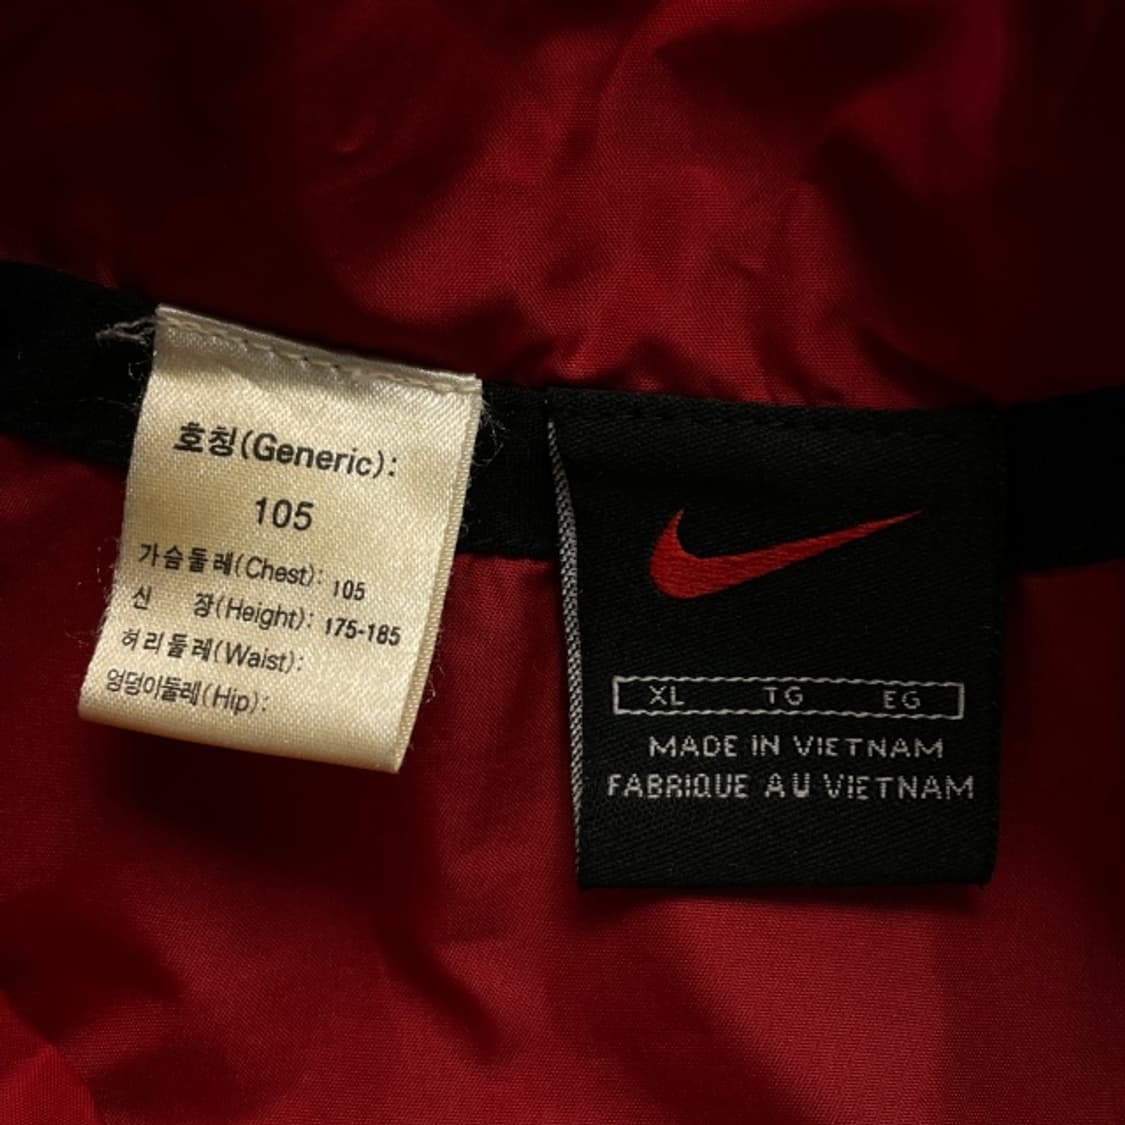 호칭(Generic):
105
가슴둘레(Chest): 105
신 장(Height): 175-185
허리둘레(Waist):
엉덩이둘레(Hip):
XL TG EG
MADE IN VIETNAM
FABRIQUE AU VIETNAM